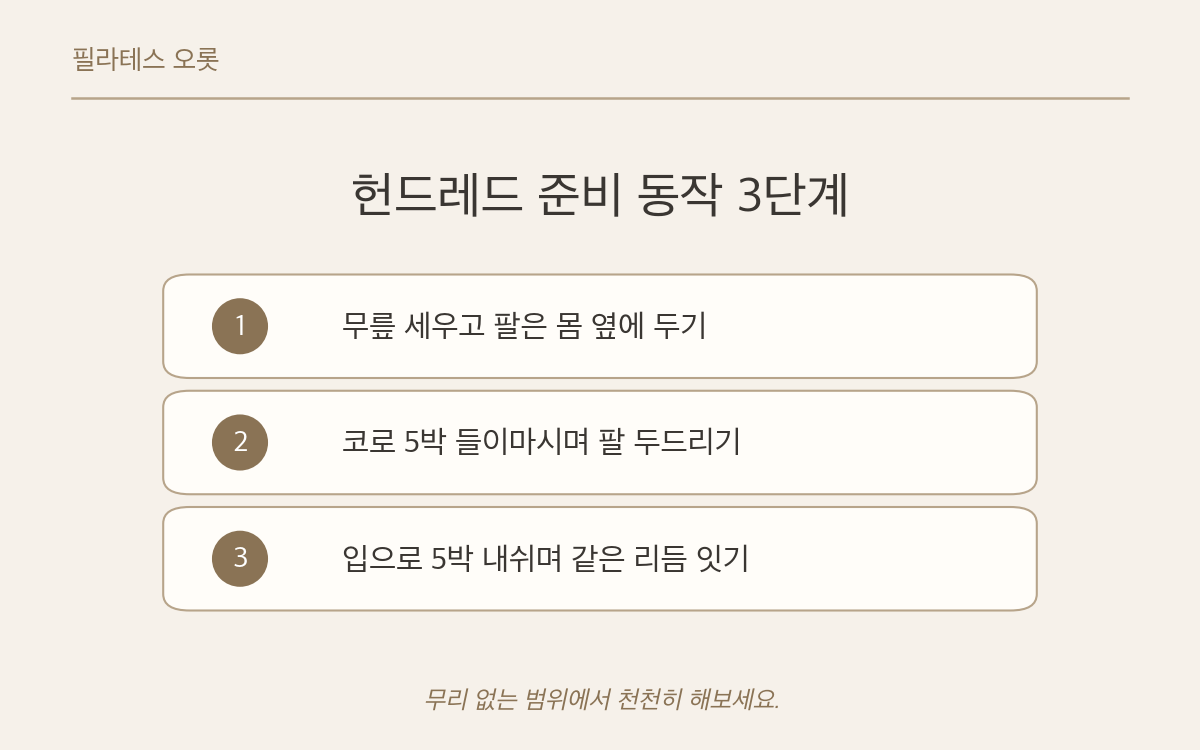 필라테스 오롯
헌드레드 준비 동작 3단계
1 무릎 세우고 팔은 몸 옆에 두기
2 코로 5박 들이마시며 팔 두드리기
3 입으로 5박 내쉬며 같은 리듬 잇기
무리 없는 범위에서 천천히 해보세요.